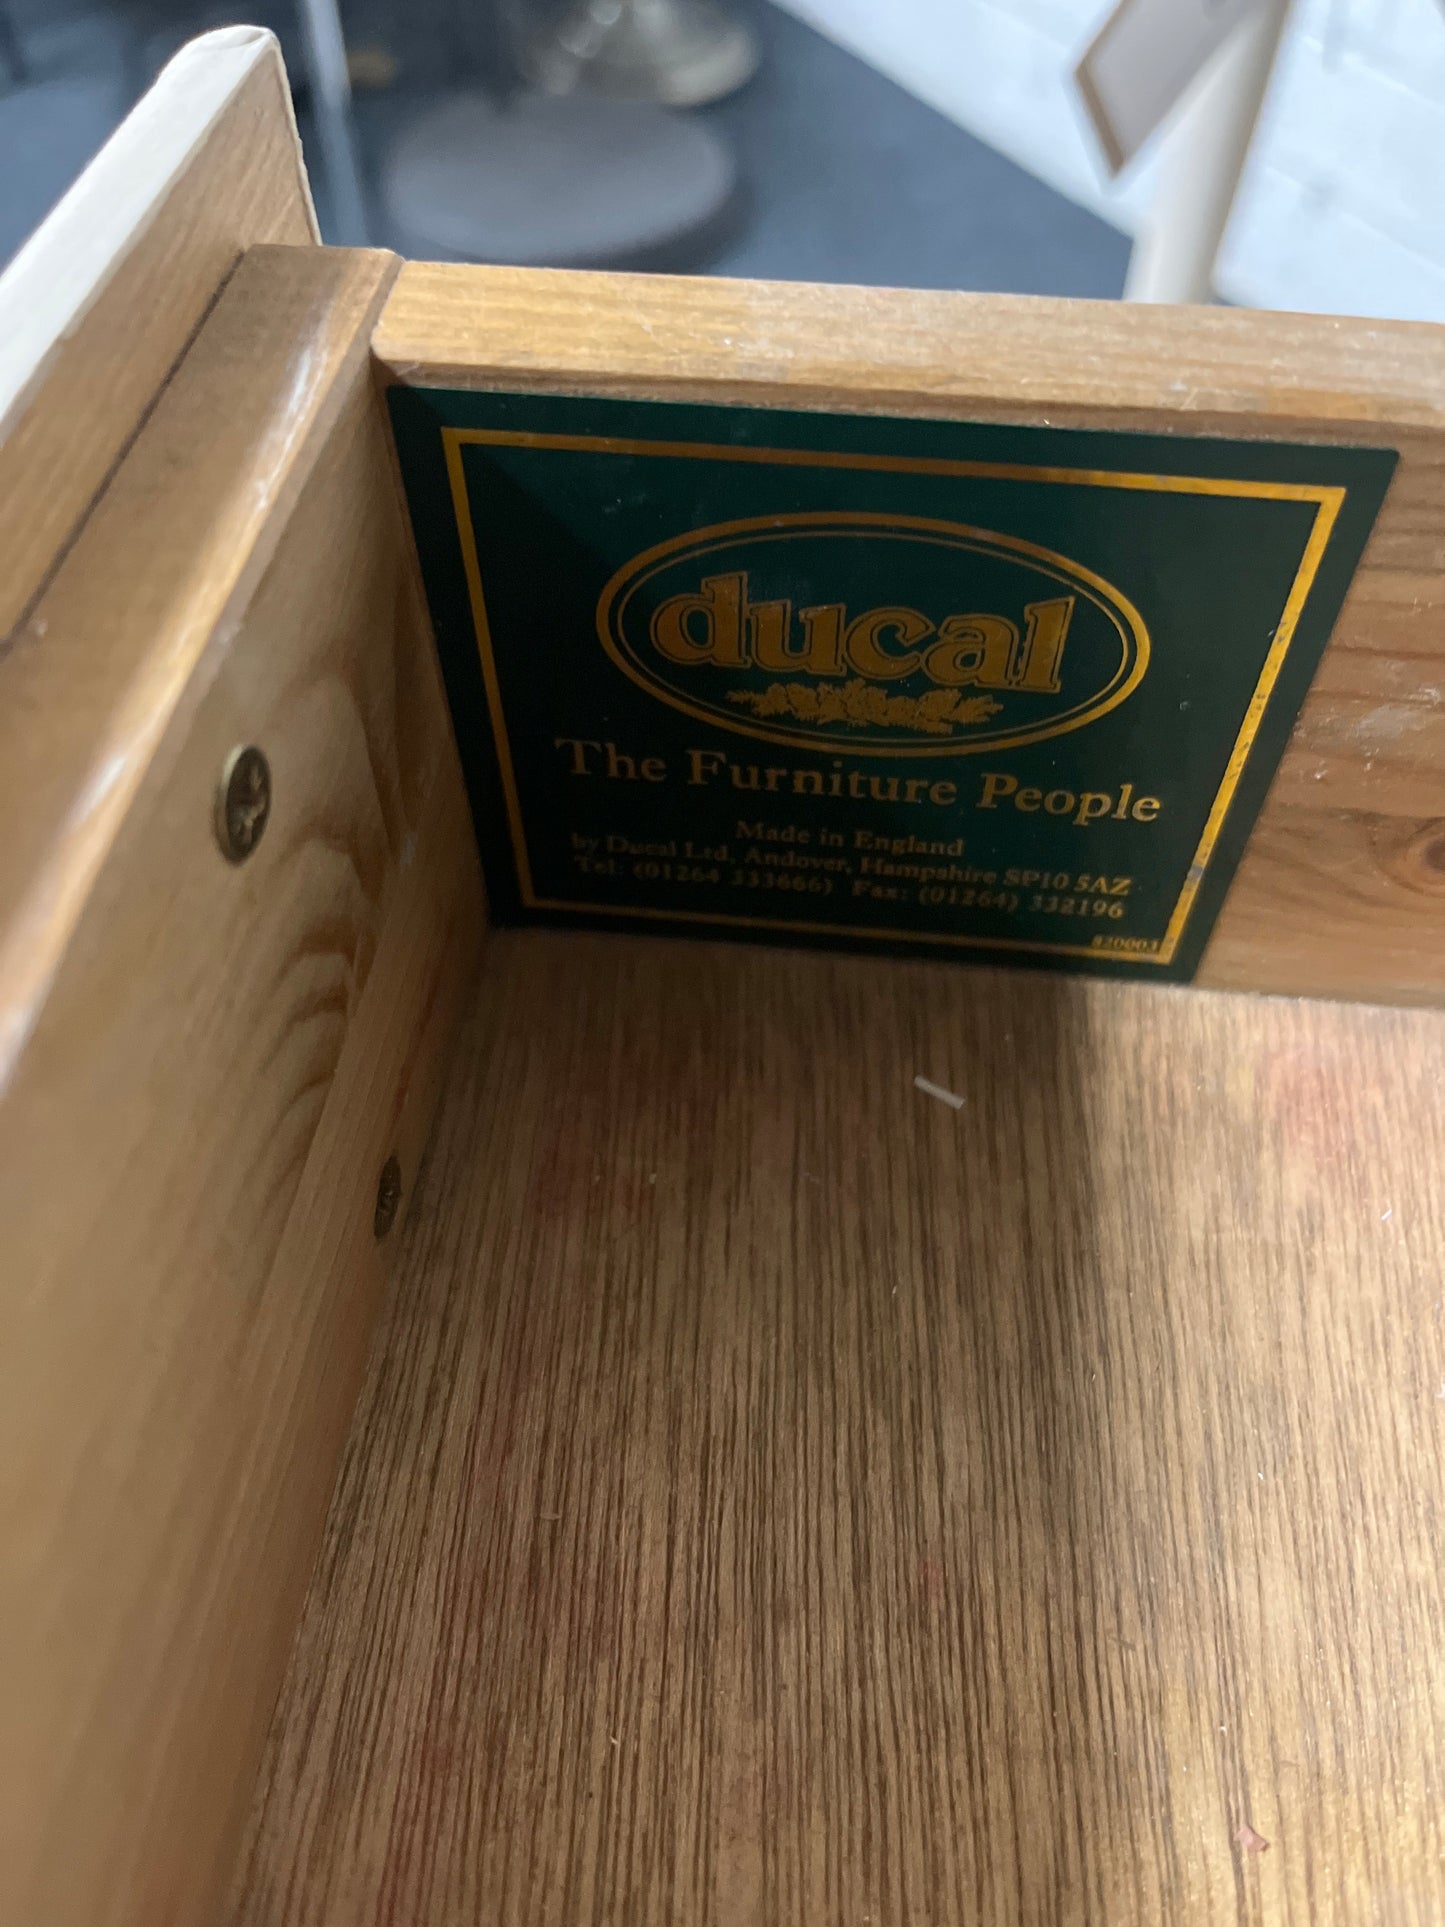 ducal
The Furniture People
Made in England
by Ducal Ltd, Andover, Hampshire SP10 5AZ
Tel: (01264 333666) Fax: (01264) 332196